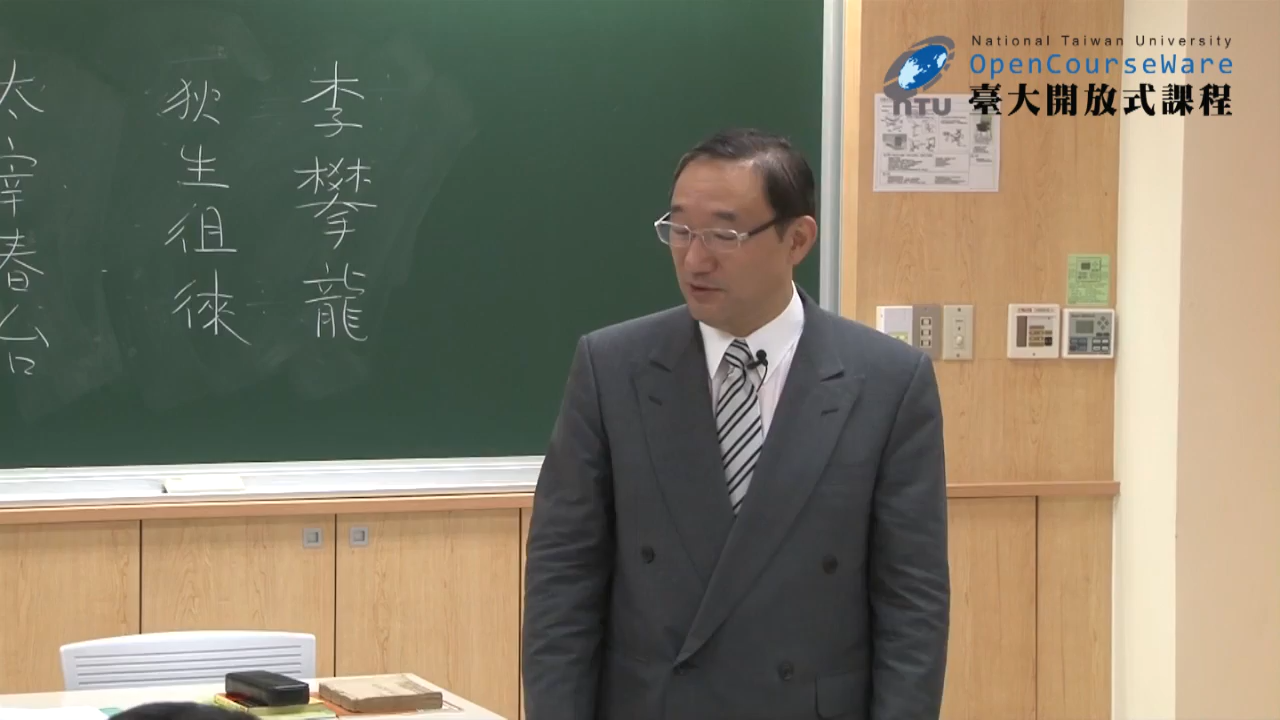 National Taiwan University
OpenCourseWare
臺大開放式課程
NTU
李攀龍
狄生徂徠
太宰春台